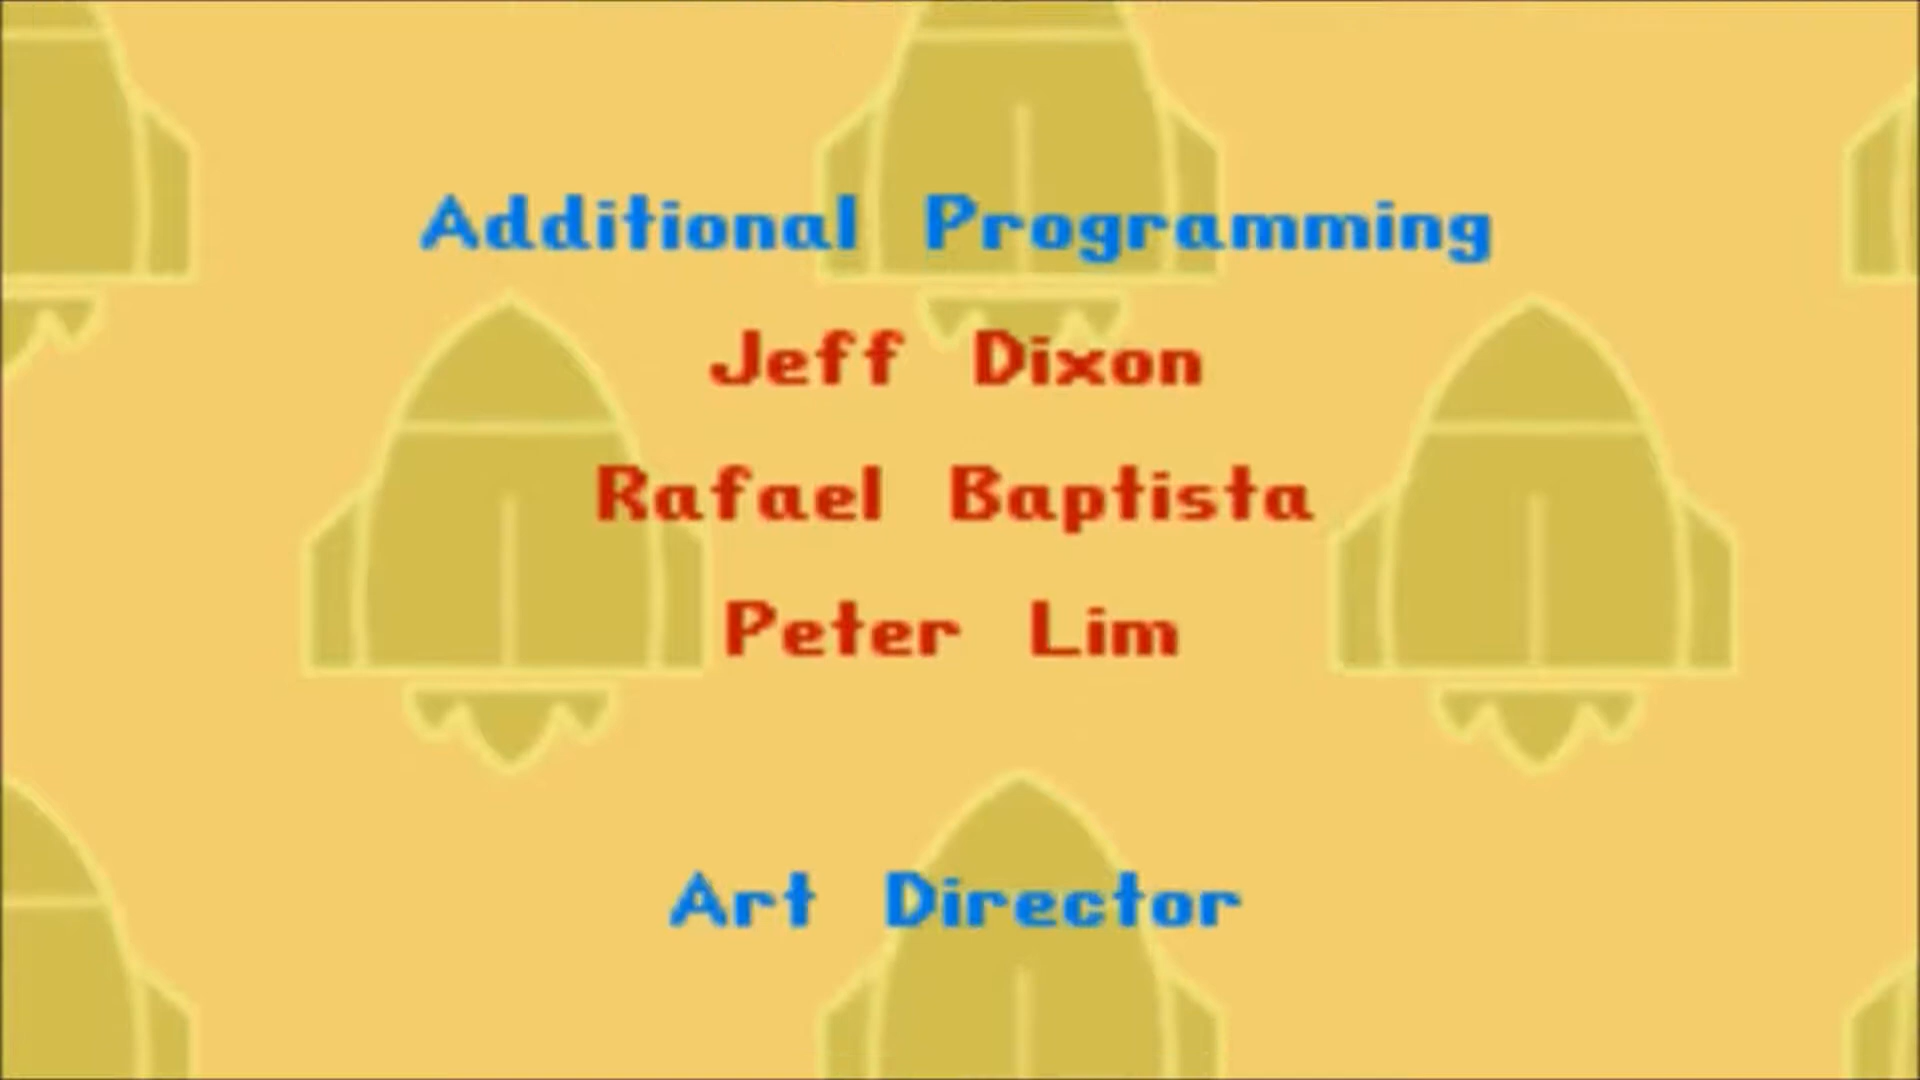 Additional Programming
Jeff Dixon
Rafael Baptista
Peter Lim
Art Director